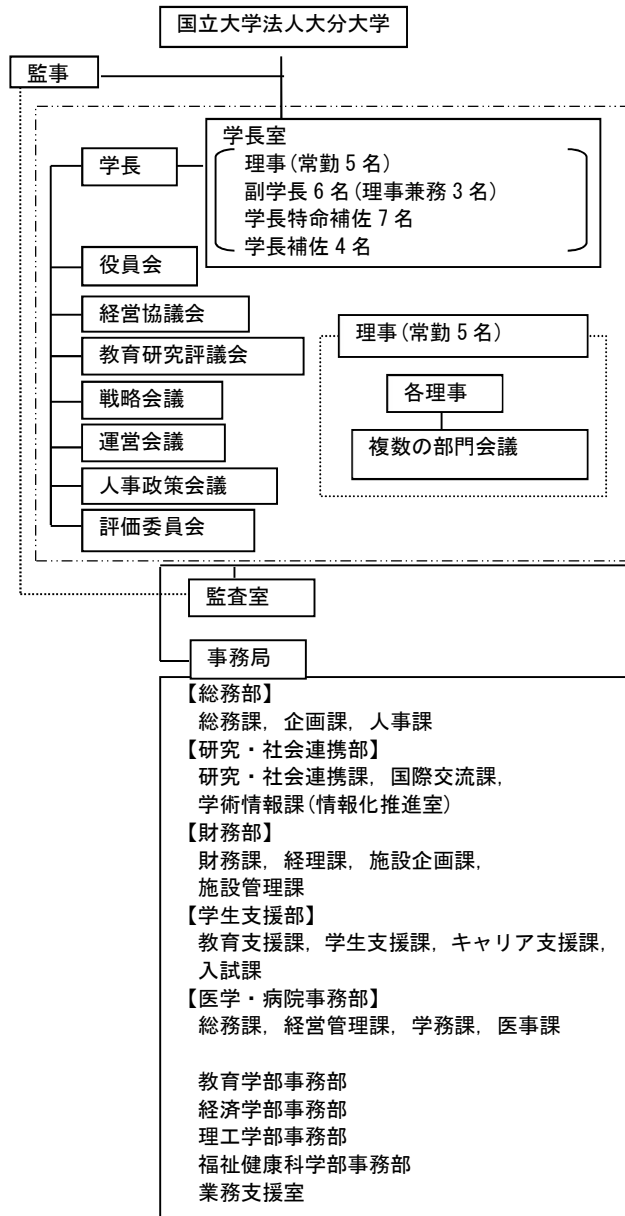 国立大学法人大分大学
監事
学長室
学長
理事(常勤 5 名)
副学長 6 名(理事兼務 3 名)
学長特命補佐 7 名
学長補佐 4 名
役員会
経営協議会
教育研究評議会
戦略会議
運営会議
人事政策会議
評価委員会
理事(常勤 5 名)
各理事
複数の部門会議
監査室
事務局
【総務部】
総務課，企画課，人事課
【研究・社会連携部】
研究・社会連携課，国際交流課，
学術情報課(情報化推進室)
【財務部】
財務課，経理課，施設企画課，
施設管理課
【学生支援部】
教育支援課，学生支援課，キャリア支援課，
入試課
【医学・病院事務部】
総務課，経営管理課，学務課，医事課
教育学部事務部
経済学部事務部
理工学部事務部
福祉健康科学部事務部
業務支援室